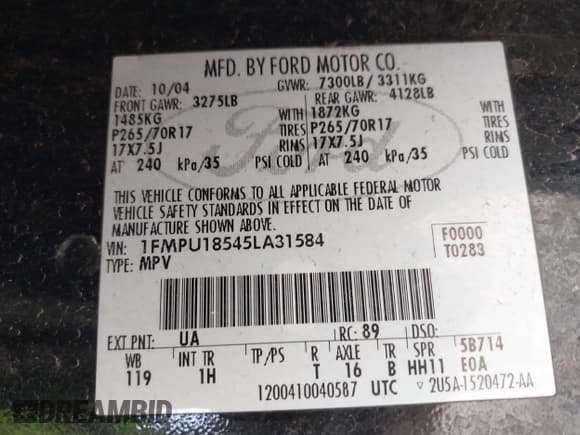 MFD. BY FORD MOTOR CO.
DATE: 10/04 GVWR: 7300LB/ 3311KG
FRONT GAWR: 3275LB REAR GAWR: 4128LB
1485KG WITH 1872KG WITH
P265/70R17 TIRES P265/70R17 TIRES
17X7.5J RIMS 17X7.5J RIMS
AT 240 kPa/35 PSI COLD AT 240 kPa/35 PSI COLD
Ford
THIS VEHICLE CONFORMS TO ALL APPLICABLE FEDERAL MOTOR
VEHICLE SAFETY STANDARDS IN EFFECT ON THE DATE OF
MANUFACTURE SHOWN ABOVE.
VIN: 1FMPU18545LA31584 F0000
TYPE: MPV T0283
EXT PNT: UA RC: 89 DSO:
WB INT TR TP/PS R AXLE TR SPR 5B714
119 1H T 16 B HH11 E0A
1200410040587 UTC ▽ 2U5A-1520472-AA
DREAMBID